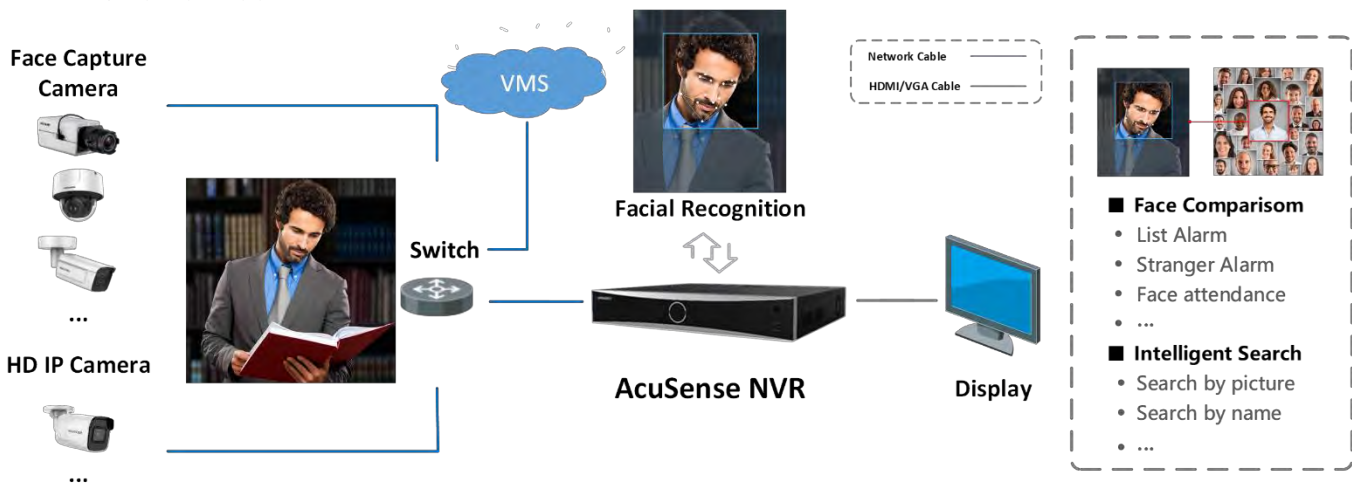 Face Capture
Camera
...
HD IP Camera
...
Switch
VMS
Facial Recognition
AcuSense NVR
Display
Network Cable
HDMI/VGA Cable
■ Face Comparisom
• List Alarm
• Stranger Alarm
• Face attendance
• ...
■ Intelligent Search
• Search by picture
• Search by name
• ...